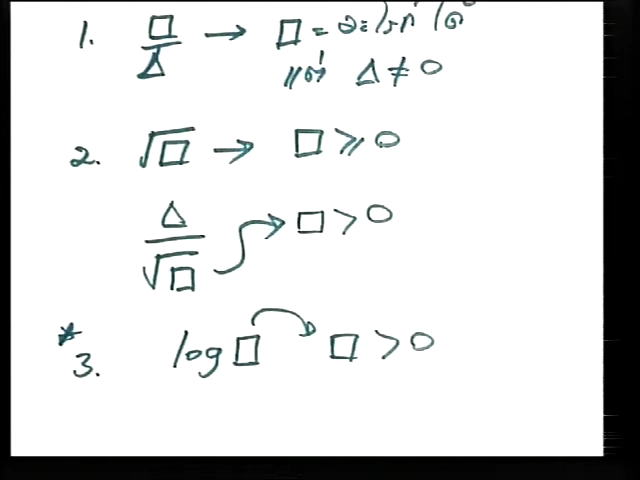 1. □/△ → □ = อะไรก็ได้
แต่ △ ≠ 0
2. √□ → □ ≥ 0
△/√□ → □ > 0
* 3. log □ → □ > 0